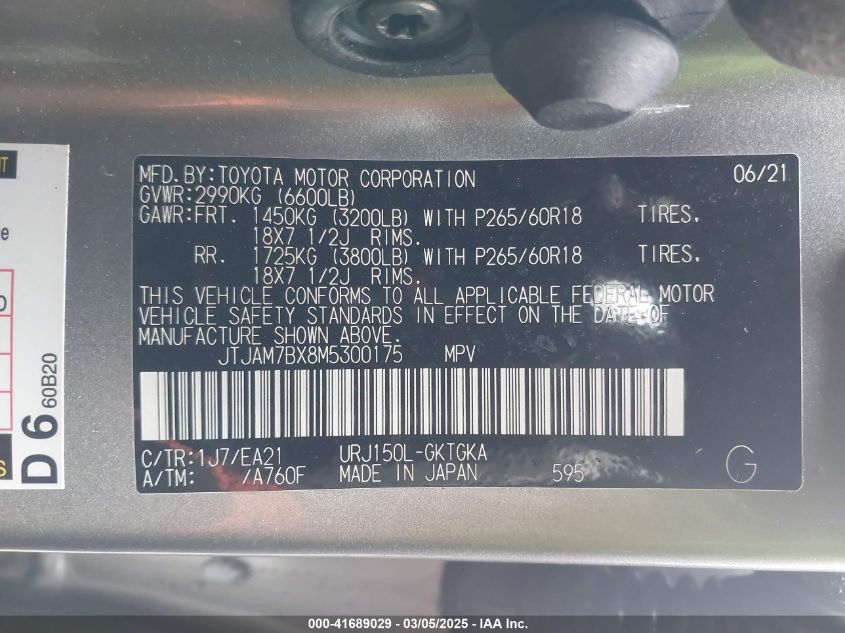 MFD.BY:TOYOTA MOTOR CORPORATION 06/21
GVWR:2990KG (6600LB)
GAWR:FRT. 1450KG (3200LB) WITH P265/60R18 TIRES.
18X7 1/2J RIMS.
RR. 1725KG (3800LB) WITH P265/60R18 TIRES.
18X7 1/2J RIMS.
THIS VEHICLE CONFORMS TO ALL APPLICABLE FEDERAL MOTOR
VEHICLE SAFETY STANDARDS IN EFFECT ON THE DATE OF
MANUFACTURE SHOWN ABOVE.
JTJAM7BX8M5300175 MPV
C/TR:1J7/EA21 URJ150L-GKTGKA
A/TM: /A760F MADE IN JAPAN 595 G
D6 60B20
000-41689029 / 03/05/2025 / IAA Inc.